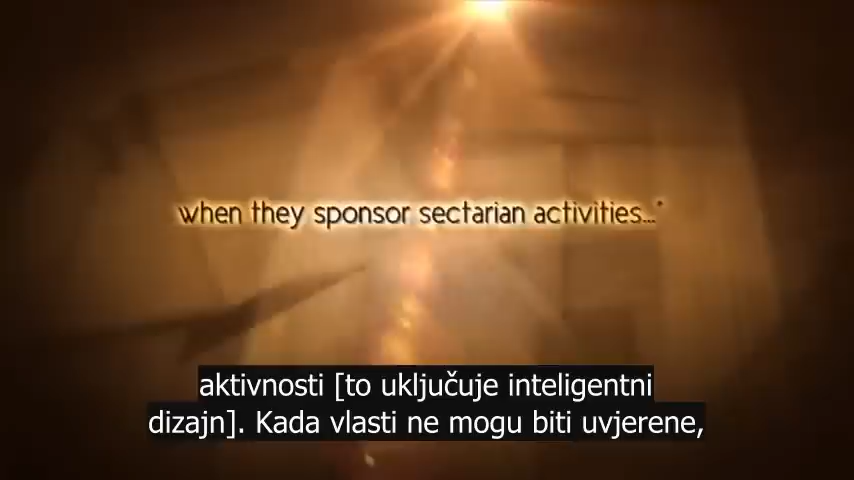 when they sponsor sectarian activities..."
aktivnosti [to uključuje inteligentni
dizajn]. Kada vlasti ne mogu biti uvjerene,